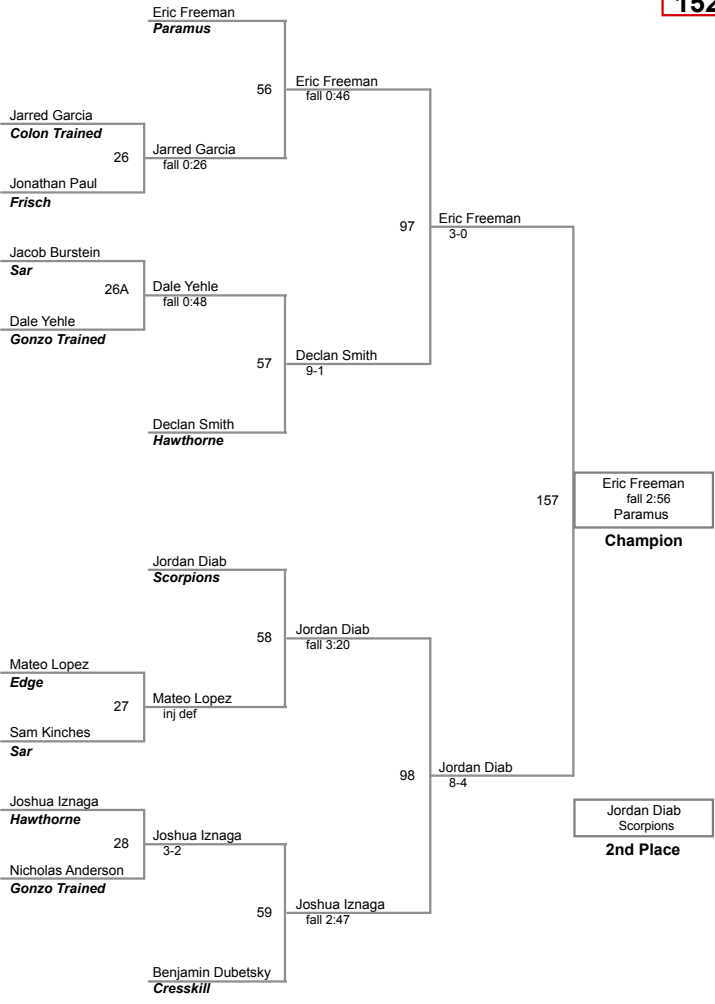 152
Eric Freeman
Paramus
56
Eric Freeman
fall 0:46
Jarred Garcia
Colon Trained
26
Jarred Garcia
fall 0:26
Jonathan Paul
Frisch
97
Eric Freeman
3-0
Jacob Burstein
Sar
26A
Dale Yehle
fall 0:48
Dale Yehle
Gonzo Trained
57
Declan Smith
9-1
Declan Smith
Hawthorne
157
Eric Freeman
fall 2:56
Paramus
Champion
Jordan Diab
Scorpions
58
Jordan Diab
fall 3:20
Mateo Lopez
Edge
27
Mateo Lopez
inj def
Sam Kinches
Sar
98
Jordan Diab
8-4
Joshua Iznaga
Hawthorne
28
Joshua Iznaga
3-2
Nicholas Anderson
Gonzo Trained
59
Joshua Iznaga
fall 2:47
Benjamin Dubetsky
Cresskill
Jordan Diab
Scorpions
2nd Place